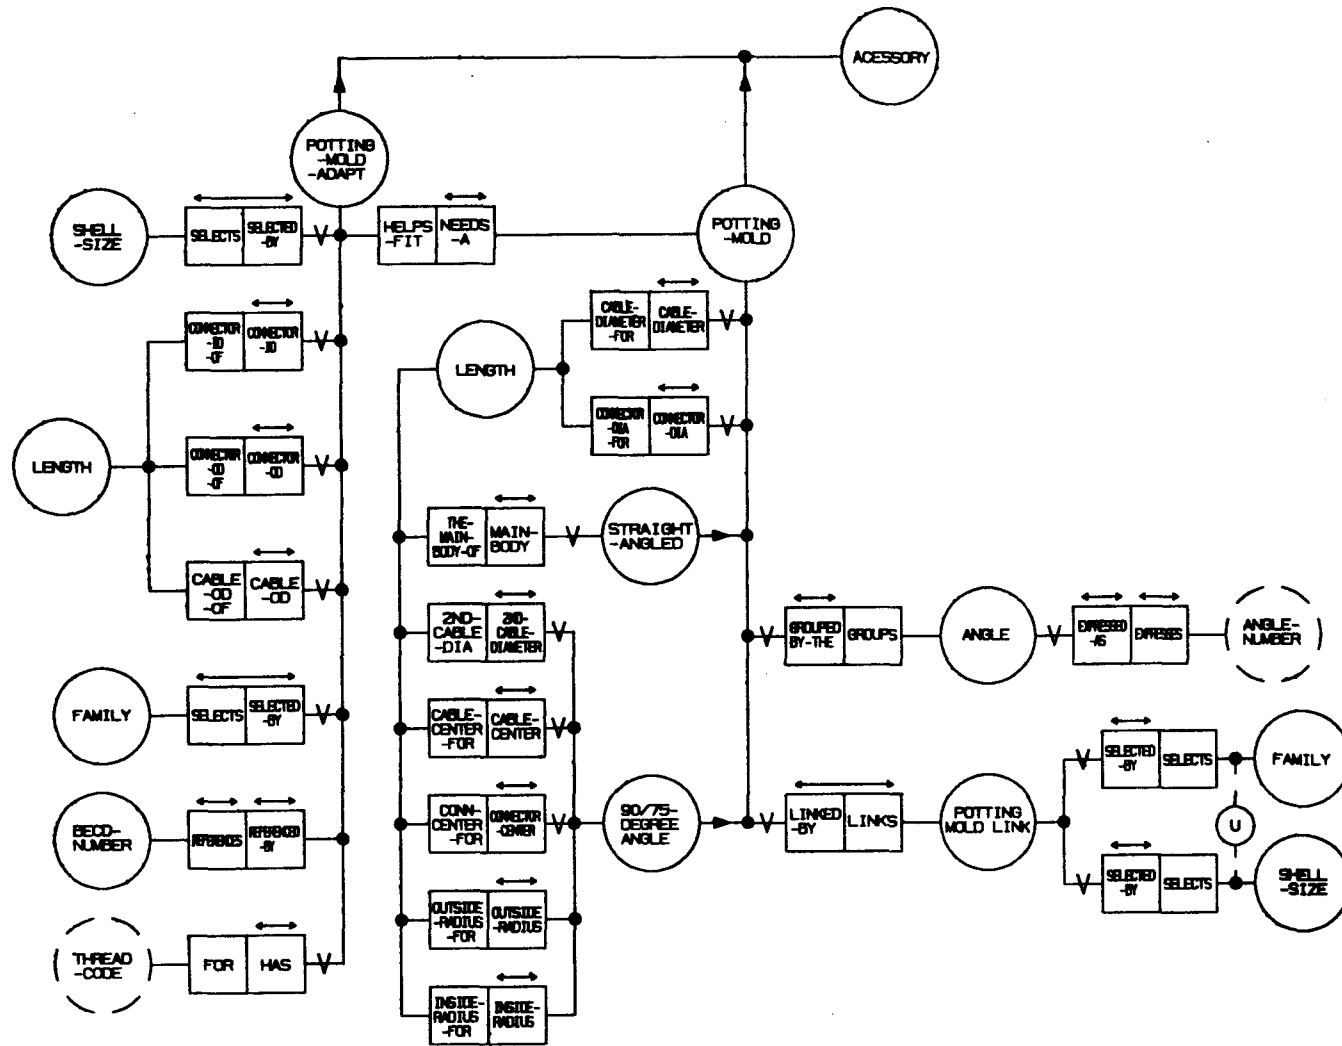 ACESSORY
POTTING
-MOLD
-ADAPT
SHELL
-SIZE
SELECTS
SELECTED
-BY
V
HELPS
-FIT
NEEDS
-A
POTTING
-MOLD
CONNECTOR
-ID
-OF
CONNECTOR
-ID
V
CABLE-
DIAMETER
-FOR
CABLE-
DIAMETER
V
LENGTH
CONNECTOR
-DIA
-FOR
CONNECTOR
-DIA
V
LENGTH
CONNECTOR
-OD
-OF
CONNECTOR
-OD
V
THE-
MAIN-
BODY-OF
MAIN-
BODY
V
STRAIGHT
-ANGLED
CABLE
-OD
-OF
CABLE
-OD
V
2ND-
CABLE
-DIA
2ND-
CABLE-
DIAMETER
V
V
GROUPED
BY-THE
GROUPS
ANGLE
V
EXPRESSED
-AS
EXPRESSES
ANGLE-
NUMBER
FAMILY
SELECTS
SELECTED
-BY
V
CABLE-
CENTER
-FOR
CABLE-
CENTER
V
V
SELECTED
-BY
SELECTS
FAMILY
BECO-
NUMBER
REFERENCES
REFERENCED
-BY
V
CONN-
CENTER
-FOR
CONNECTOR
-CENTER
V
90/75-
DEGREE
ANGLE
V
LINKED
-BY
LINKS
POTTING
MOLD LINK
U
V
SELECTED
-BY
SELECTS
SHELL
-SIZE
OUTSIDE
-RADIUS
-FOR
OUTSIDE
-RADIUS
V
THREAD
-CODE
FOR
HAS
V
INSIDE-
RADIUS
-FOR
INSIDE-
RADIUS
V